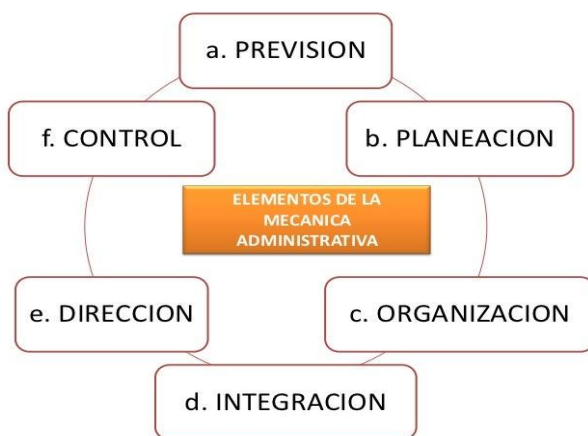 a. PREVISION
f. CONTROL
b. PLANEACION
ELEMENTOS DE LA
MECANICA
ADMINISTRATIVA
e. DIRECCION
c. ORGANIZACION
d. INTEGRACION